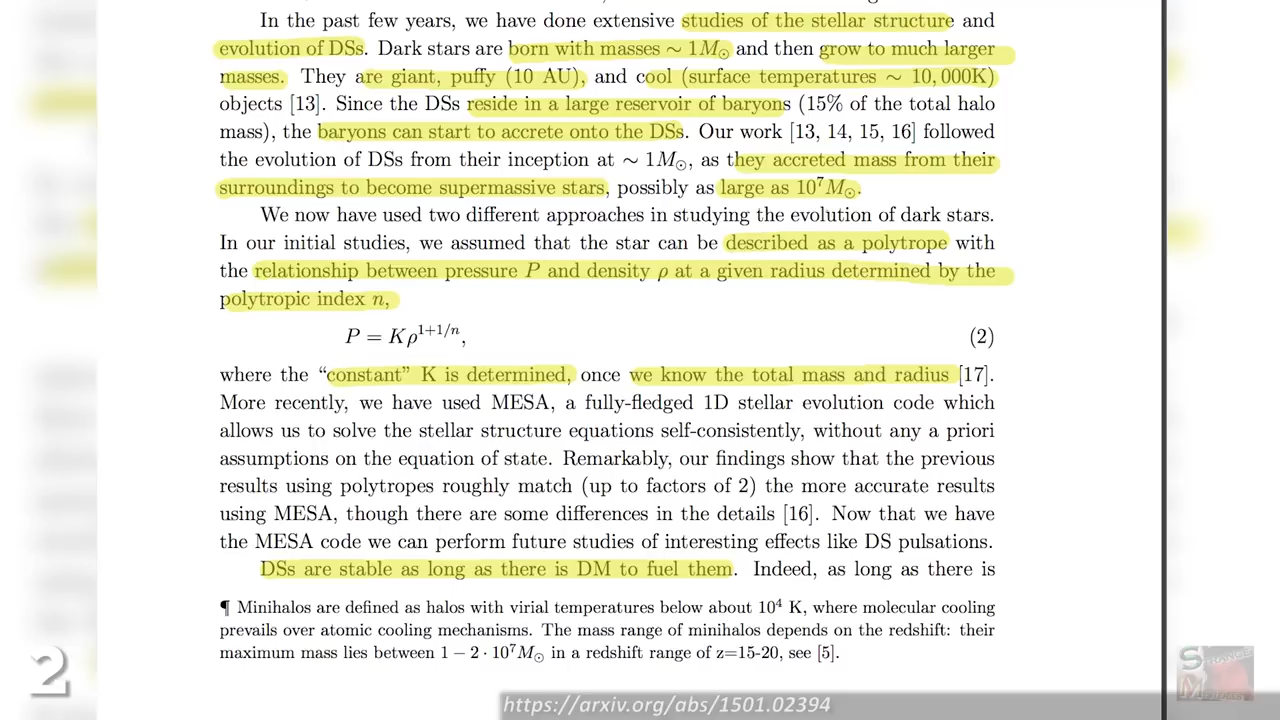 In the past few years, we have done extensive studies of the stellar structure and
evolution of DSs. Dark stars are born with masses ∼ 1M⊙ and then grow to much larger
masses. They are giant, puffy (10 AU), and cool (surface temperatures ∼ 10,000K)
objects [13]. Since the DSs reside in a large reservoir of baryons (15% of the total halo
mass), the baryons can start to accrete onto the DSs. Our work [13, 14, 15, 16] followed
the evolution of DSs from their inception at ∼ 1M⊙, as they accreted mass from their
surroundings to become supermassive stars, possibly as large as 10⁷M⊙.
We now have used two different approaches in studying the evolution of dark stars.
In our initial studies, we assumed that the star can be described as a polytrope with
the relationship between pressure P and density ρ at a given radius determined by the
polytropic index n,
P = Kρ^{1+1/n}, (2)
where the “constant” K is determined, once we know the total mass and radius [17].
More recently, we have used MESA, a fully-fledged 1D stellar evolution code which
allows us to solve the stellar structure equations self-consistently, without any a priori
assumptions on the equation of state. Remarkably, our findings show that the previous
results using polytropes roughly match (up to factors of 2) the more accurate results
using MESA, though there are some differences in the details [16]. Now that we have
the MESA code we can perform future studies of interesting effects like DS pulsations.
DSs are stable as long as there is DM to fuel them. Indeed, as long as there is
¶ Minihalos are defined as halos with virial temperatures below about 10⁴ K, where molecular cooling
prevails over atomic cooling mechanisms. The mass range of minihalos depends on the redshift: their
maximum mass lies between 1 − 2 · 10⁷M⊙ in a redshift range of z=15-20, see [5].
2
https://arxiv.org/abs/1501.02394